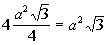 4 a²√3/4 = a²√3